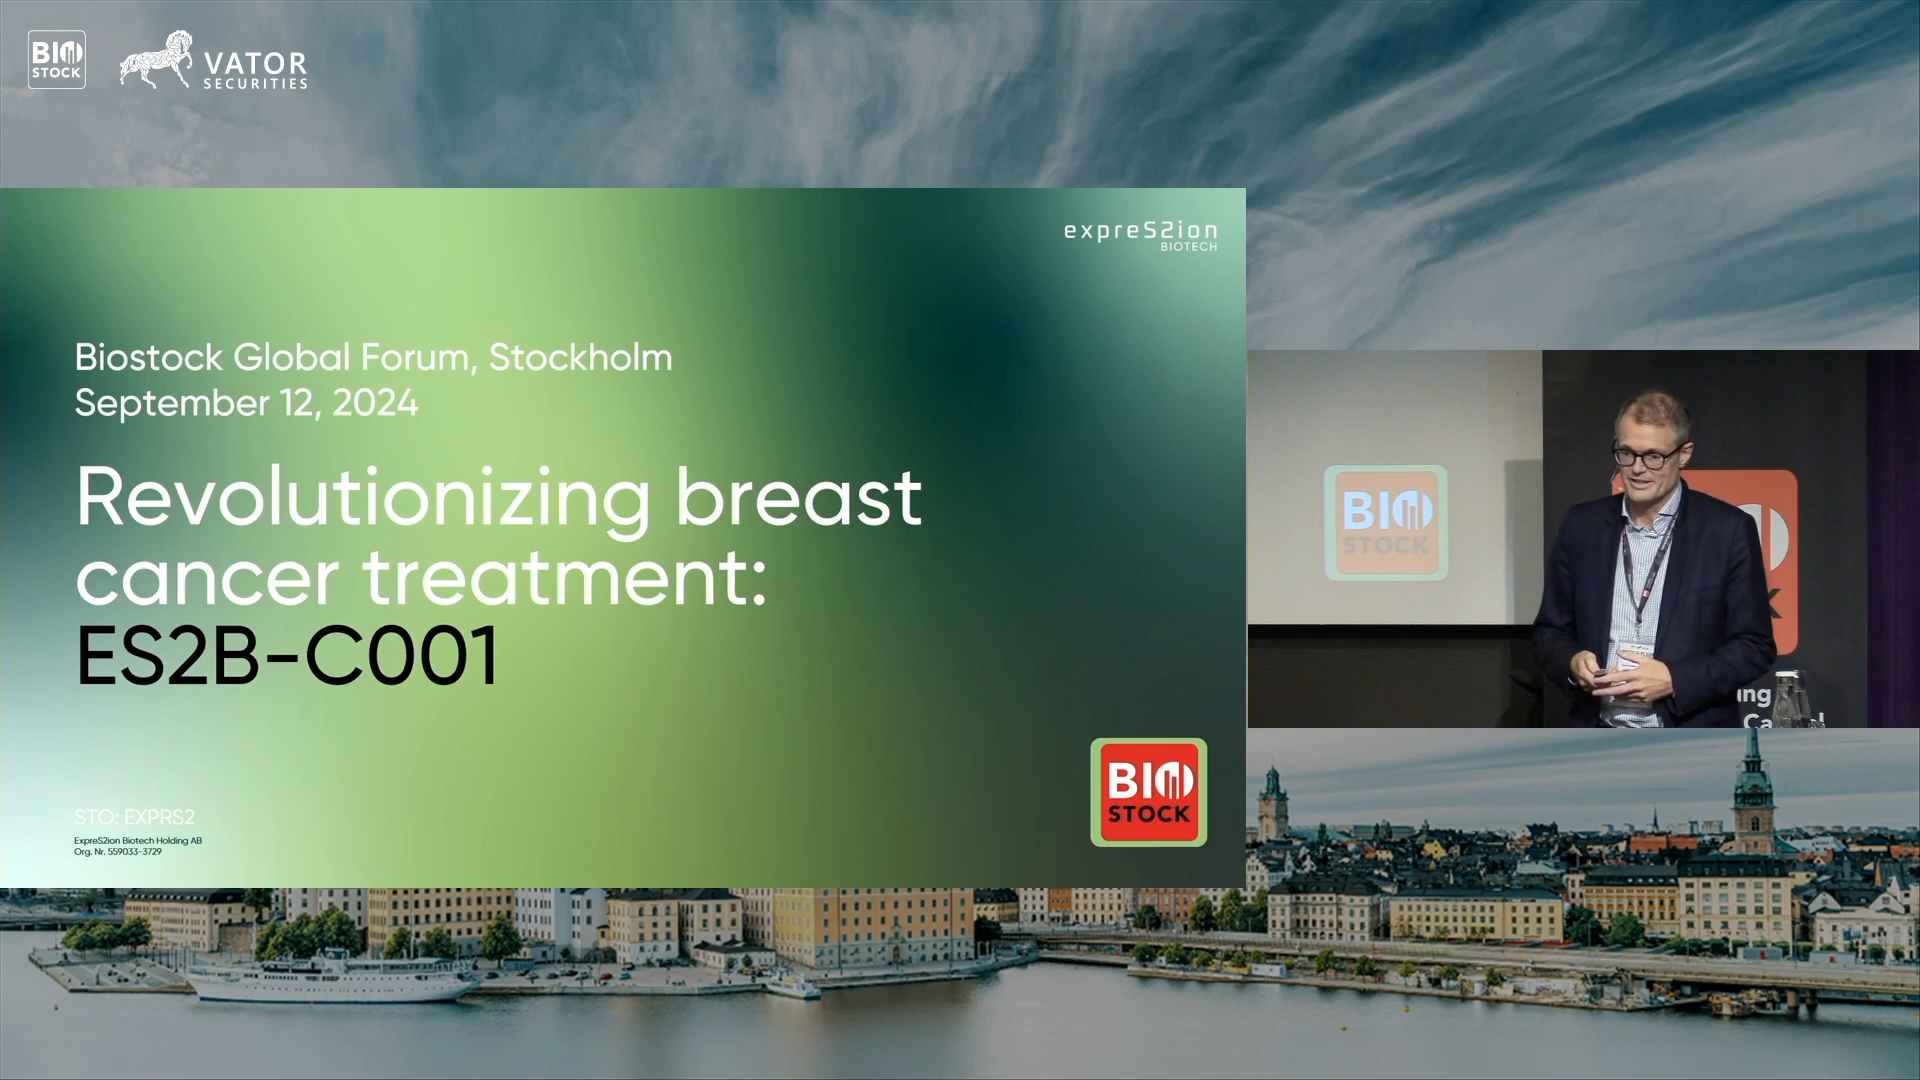 BIO
STOCK
VATOR
SECURITIES
expreS2ion
BIOTECH
Biostock Global Forum, Stockholm
September 12, 2024
Revolutionizing breast
cancer treatment:
ES2B-C001
STO: EXPRS2
ExpreS2ion Biotech Holding AB
Org. Nr. 559033-3729
BIO
STOCK
BIO
STOCK
ing